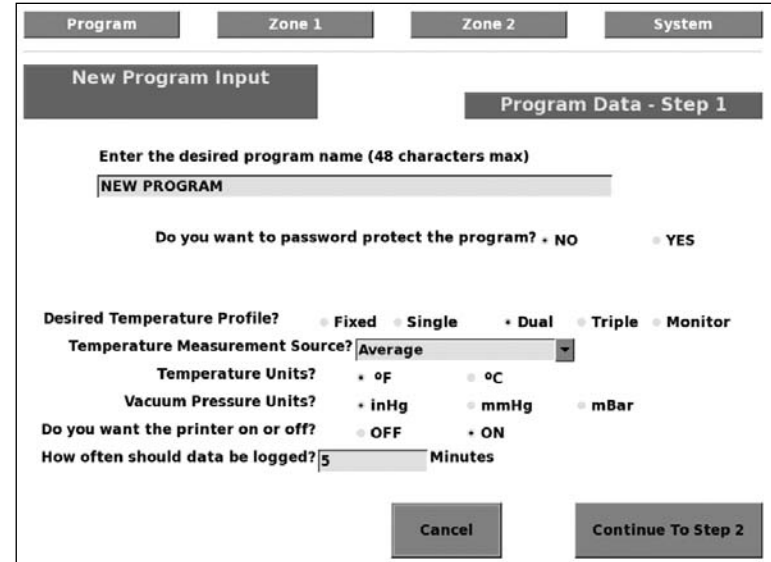 Program Zone 1 Zone 2 System
New Program Input
Program Data - Step 1
Enter the desired program name (48 characters max)
NEW PROGRAM
Do you want to password protect the program? NO YES
Desired Temperature Profile? Fixed Single Dual Triple Monitor
Temperature Measurement Source? Average
Temperature Units? ºF ºC
Vacuum Pressure Units? inHg mmHg mBar
Do you want the printer on or off? OFF ON
How often should data be logged? 5 Minutes
Cancel Continue To Step 2